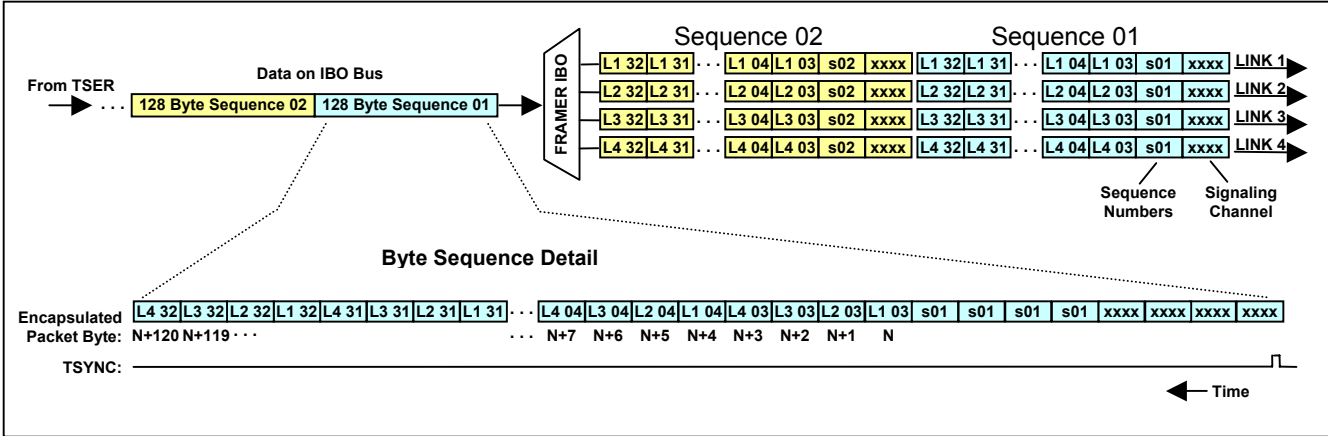 Sequence 02 Sequence 01
From TSER
Data on IBO Bus
· · · 128 Byte Sequence 02 128 Byte Sequence 01
FRAMER IBO
L1 32 L1 31 · · · L1 04 L1 03 s02 xxxx L1 32 L1 31 · · · L1 04 L1 03 s01 xxxx LINK 1
L2 32 L2 31 · · · L2 04 L2 03 s02 xxxx L2 32 L2 31 · · · L2 04 L2 03 s01 xxxx LINK 2
L3 32 L3 31 · · · L3 04 L3 03 s02 xxxx L3 32 L3 31 · · · L3 04 L3 03 s01 xxxx LINK 3
L4 32 L4 31 · · · L4 04 L4 03 s02 xxxx L4 32 L4 31 · · · L4 04 L4 03 s01 xxxx LINK 4
Sequence Numbers
Signaling Channel
Byte Sequence Detail
L4 32 L3 32 L2 32 L1 32 L4 31 L3 31 L2 31 L1 31 · · · L4 04 L3 04 L2 04 L1 04 L4 03 L3 03 L2 03 L1 03 s01 s01 s01 s01 xxxx xxxx xxxx xxxx
Encapsulated
Packet Byte: N+120 N+119 · · · · · · N+7 N+6 N+5 N+4 N+3 N+2 N+1 N
TSYNC:
Time